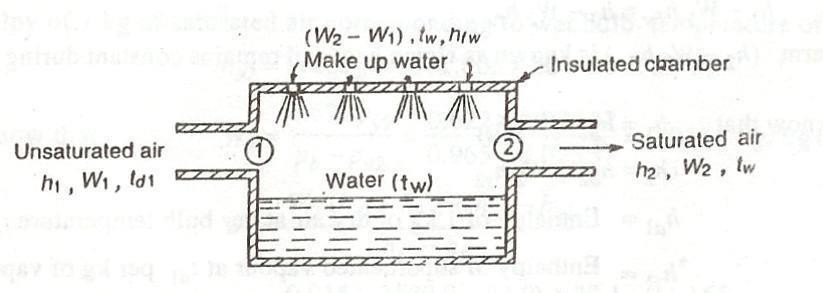 (W2 – W1), tw, hfw
Make up water
Insulated chamber
Unsaturated air
h1, W1, td1
1
2
Saturated air
h2, W2, tw
Water (tw)